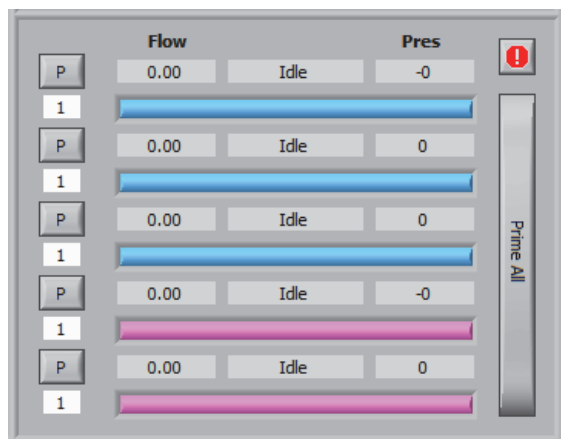 Flow Pres
P 0.00 Idle -0
1
P 0.00 Idle 0
1
P 0.00 Idle 0
1
P 0.00 Idle -0
1
P 0.00 Idle 0
1
!
Prime All